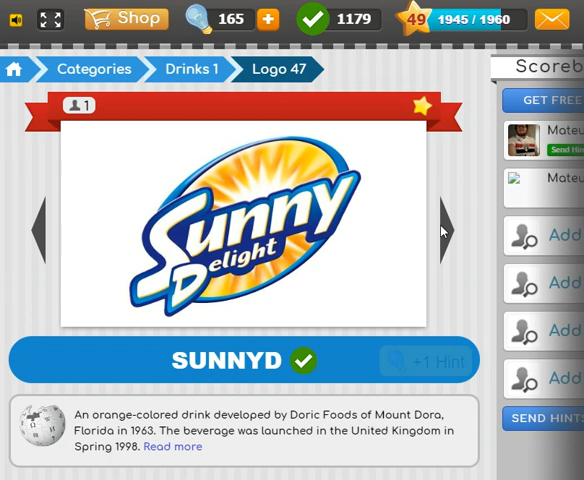 Shop 165 + 1179 49 1945 / 1960
Categories Drinks 1 Logo 47
Scoreb
1
GET FREE
Sunny
Delight
Mateu
Send Hin
Mateu
Add
Add
Add
Add
SUNNYD +1 Hint
An orange-colored drink developed by Doric Foods of Mount Dora,
Florida in 1963. The beverage was launched in the United Kingdom in
Spring 1998. Read more
SEND HINTS